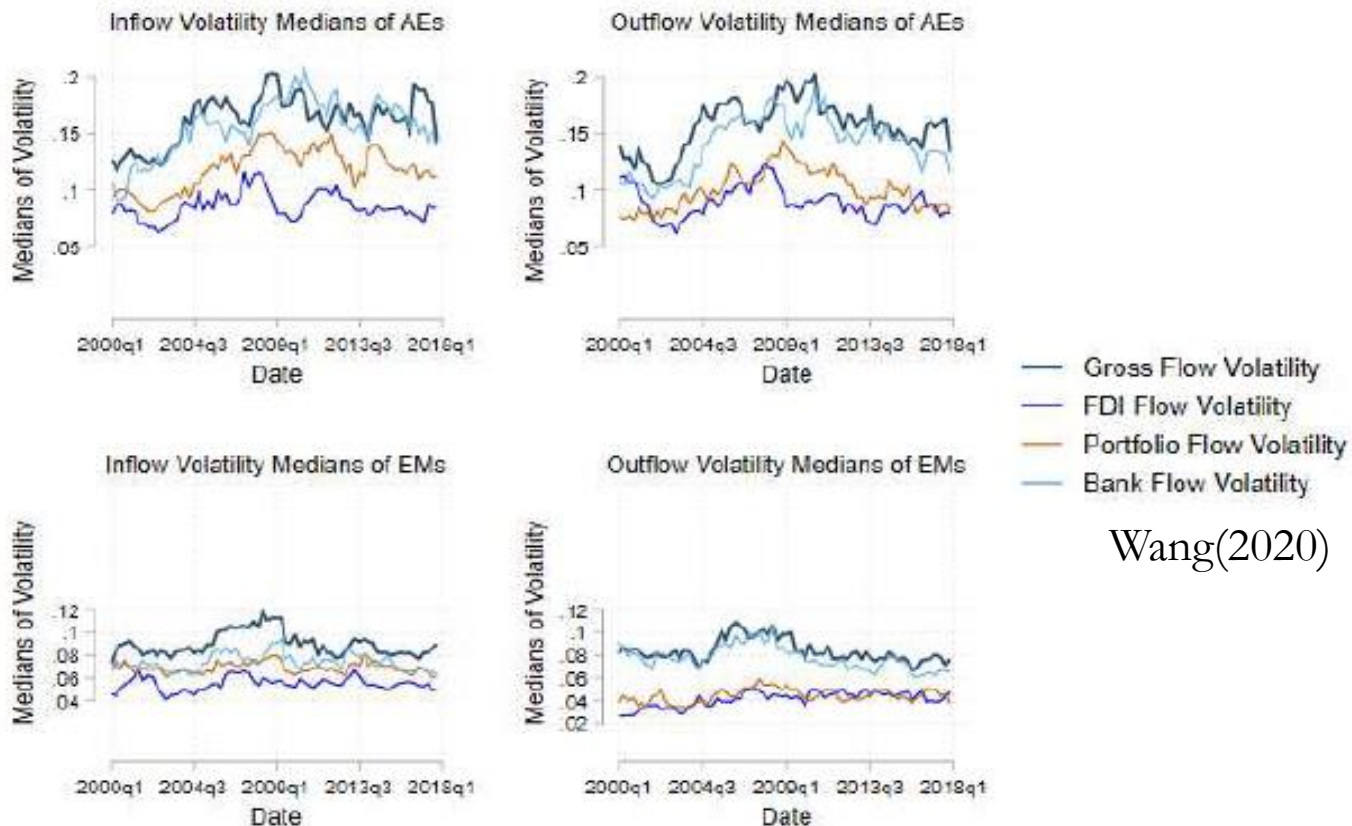 Inflow Volatility Medians of AEs
Medians of Volatility
.2
.15
.1
.05
2000q1 2004q3 2009q1 2013q3 2018q1
Date
Outflow Volatility Medians of AEs
Medians of Volatility
.2
.15
.1
.05
2000q1 2004q3 2009q1 2013q3 2018q1
Date
Inflow Volatility Medians of EMs
Medians of Volatility
.12
.1
.08
.06
.04
2000q1 2004q3 2009q1 2013q3 2018q1
Date
Outflow Volatility Medians of EMs
Medians of Volatility
.12
.1
.08
.06
.04
.02
2000q1 2004q3 2009q1 2013q3 2018q1
Date
Gross Flow Volatility
FDI Flow Volatility
Portfolio Flow Volatility
Bank Flow Volatility
Wang(2020)